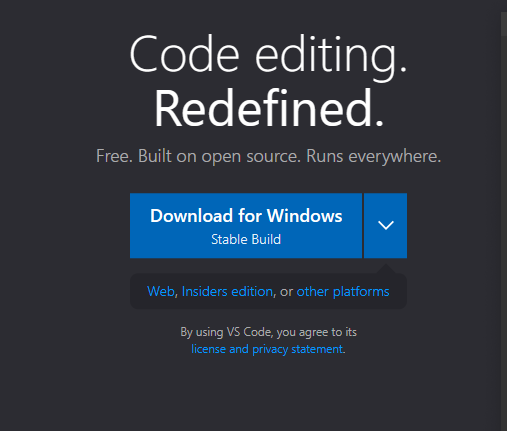 Code editing.
Redefined.
Free. Built on open source. Runs everywhere.
Download for Windows
Stable Build
Web, Insiders edition, or other platforms
By using VS Code, you agree to its
license and privacy statement.